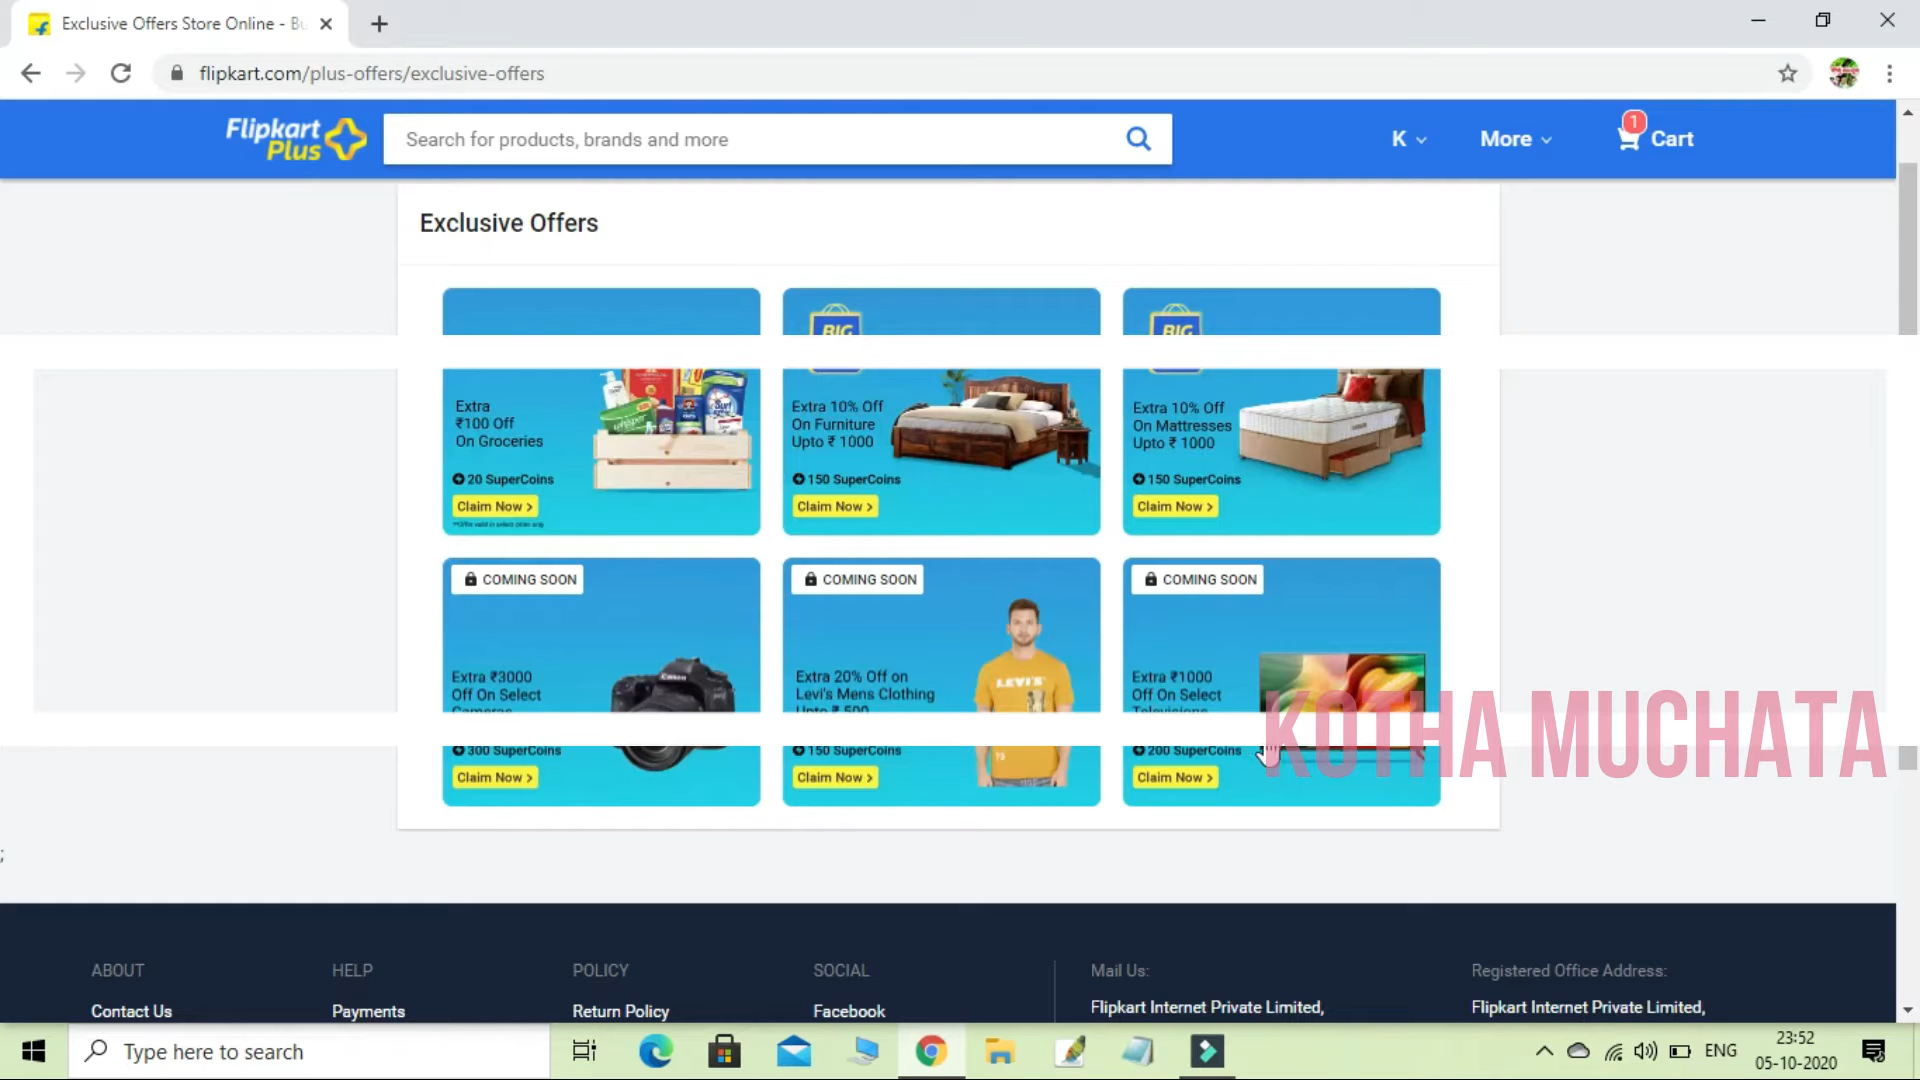 Exclusive Offers Store Online - Bu
flipkart.com/plus-offers/exclusive-offers
Flipkart
Plus
Search for products, brands and more
K
More
1
Cart
Exclusive Offers
BIG
BIG
Extra
₹100 Off
On Groceries
20 SuperCoins
Claim Now >
Extra 10% Off
On Furniture
Upto ₹ 1000
150 SuperCoins
Claim Now >
Extra 10% Off
On Mattresses
Upto ₹ 1000
150 SuperCoins
Claim Now >
COMING SOON
Extra ₹3000
Off On Select
Cameras
300 SuperCoins
Claim Now >
Canon
COMING SOON
Extra 20% Off on
Levi's Mens Clothing
Upto ₹ 500
150 SuperCoins
Claim Now >
LEVI'S
COMING SOON
Extra ₹1000
Off On Select
Televisions
200 SuperCoins
Claim Now >
KOTHA MUCHATA
;
ABOUT
Contact Us
HELP
Payments
POLICY
Return Policy
SOCIAL
Facebook
Mail Us:
Flipkart Internet Private Limited,
Registered Office Address:
Flipkart Internet Private Limited,
Type here to search
ENG
23:52
05-10-2020